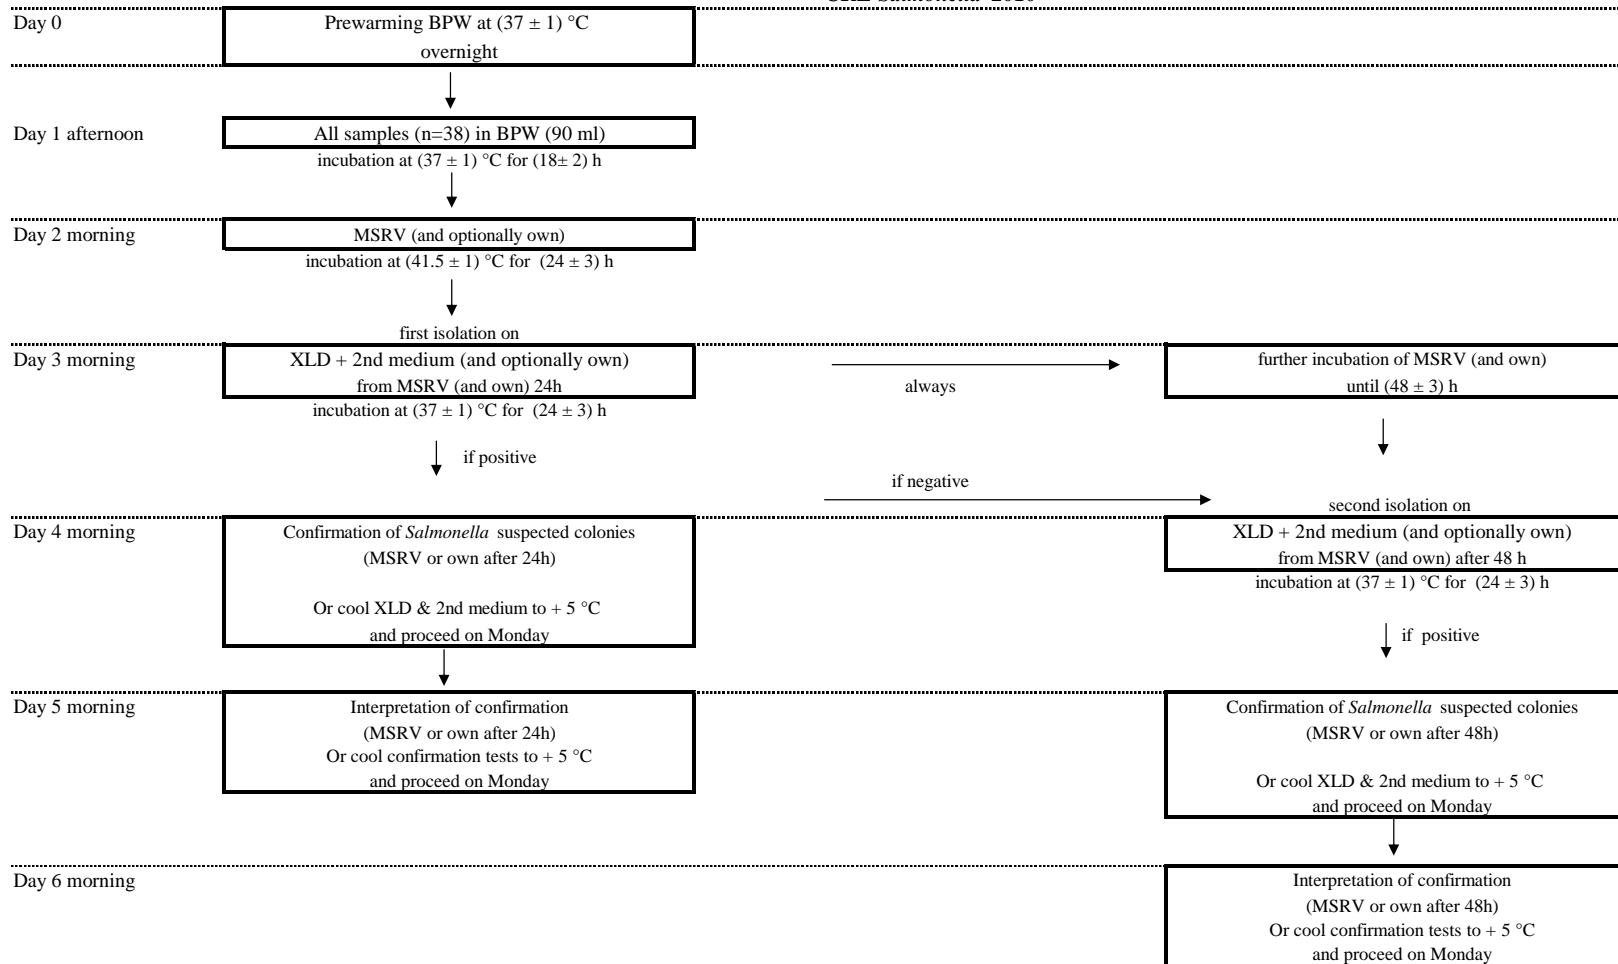 Day 0
Prewarming BPW at (37 ± 1) °C
overnight
Day 1 afternoon
All samples (n=38) in BPW (90 ml)
incubation at (37 ± 1) °C for (18± 2) h
Day 2 morning
MSRV (and optionally own)
incubation at (41.5 ± 1) °C for (24 ± 3) h
first isolation on
Day 3 morning
XLD + 2nd medium (and optionally own)
from MSRV (and own) 24h
incubation at (37 ± 1) °C for (24 ± 3) h
always
further incubation of MSRV (and own)
until (48 ± 3) h
if positive
if negative
second isolation on
Day 4 morning
Confirmation of Salmonella suspected colonies
(MSRV or own after 24h)
Or cool XLD & 2nd medium to + 5 °C
and proceed on Monday
XLD + 2nd medium (and optionally own)
from MSRV (and own) after 48 h
incubation at (37 ± 1) °C for (24 ± 3) h
if positive
Day 5 morning
Interpretation of confirmation
(MSRV or own after 24h)
Or cool confirmation tests to + 5 °C
and proceed on Monday
Confirmation of Salmonella suspected colonies
(MSRV or own after 48h)
Or cool XLD & 2nd medium to + 5 °C
and proceed on Monday
Day 6 morning
Interpretation of confirmation
(MSRV or own after 48h)
Or cool confirmation tests to + 5 °C
and proceed on Monday